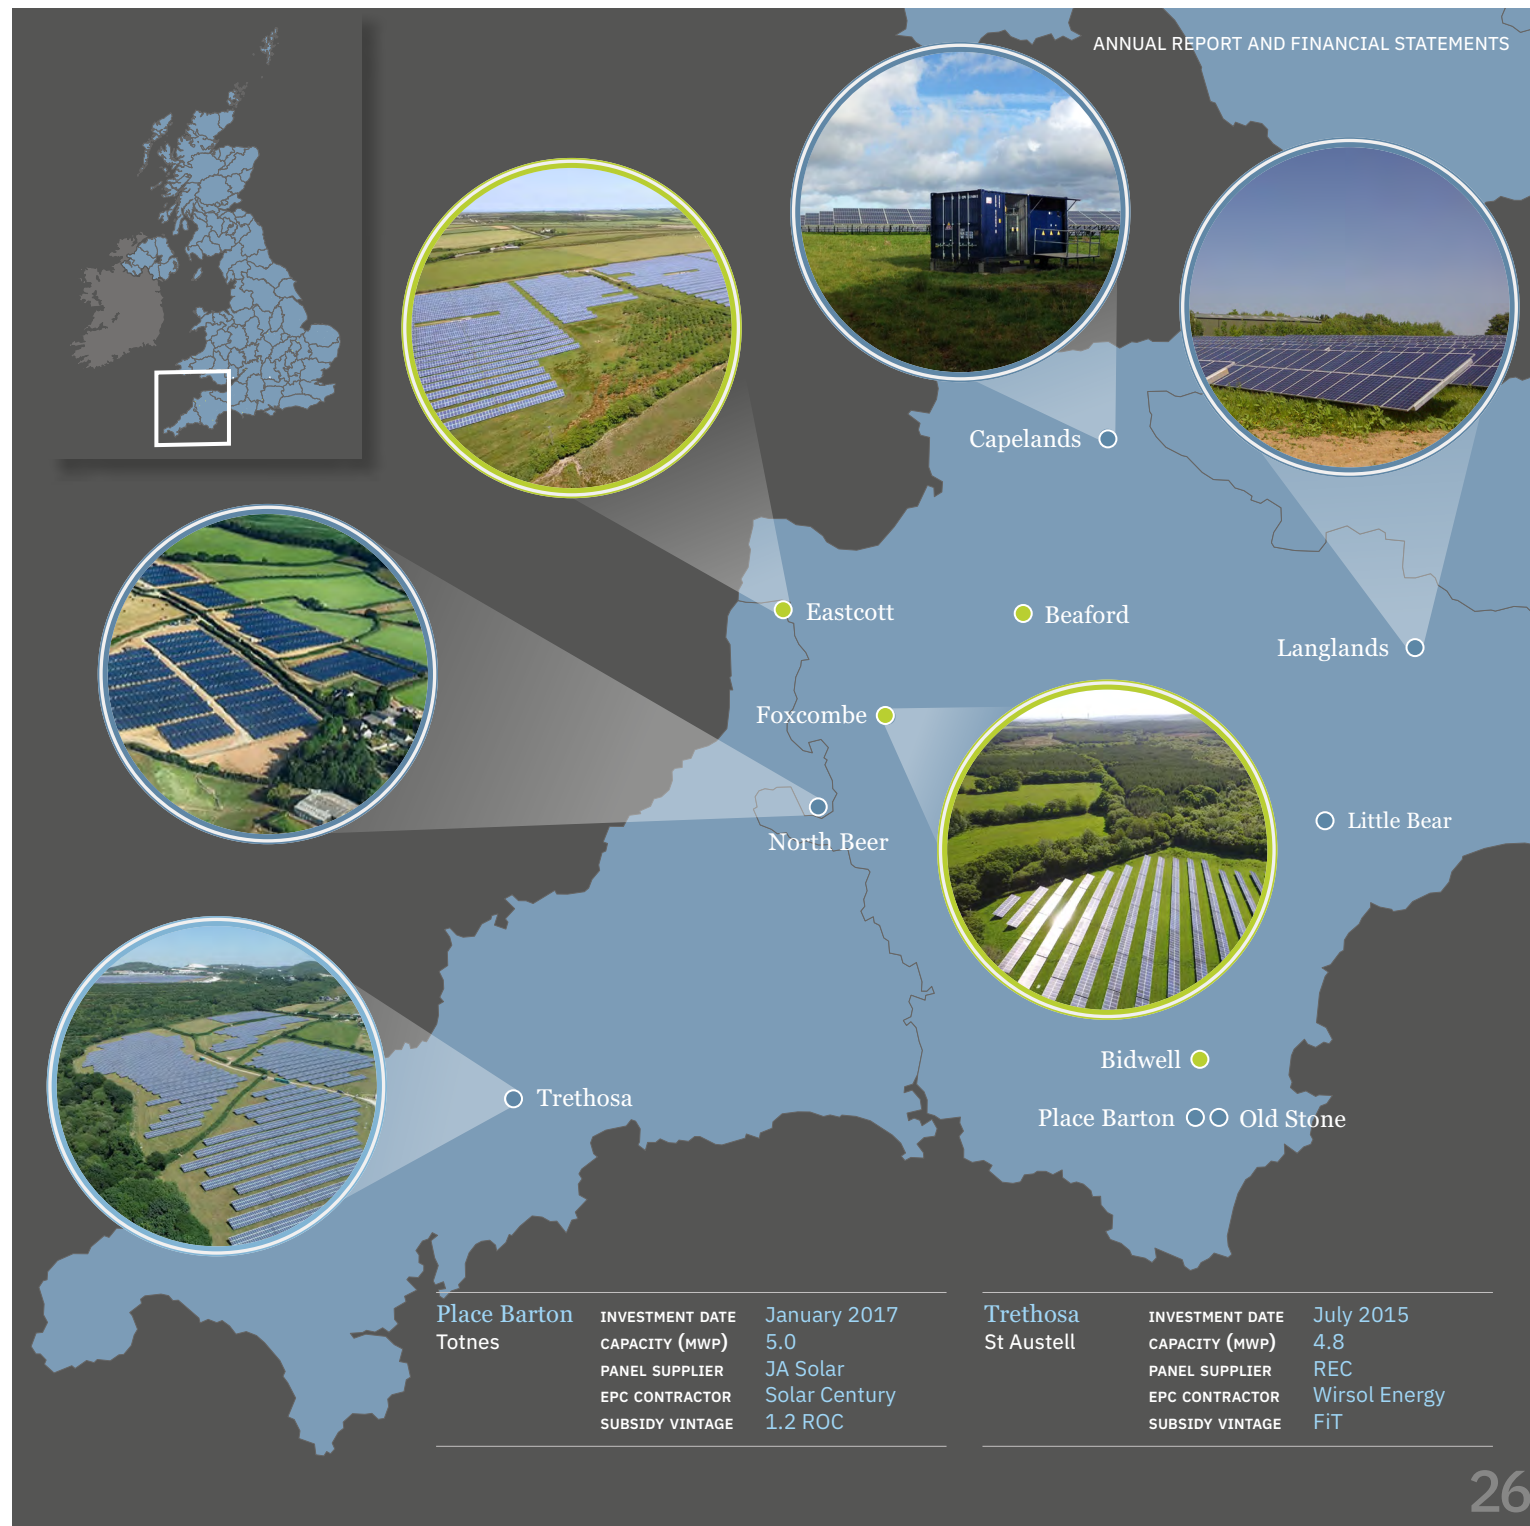 ANNUAL REPORT AND FINANCIAL STATEMENTS
Capelands
Eastcott
Beaford
Langlands
Foxcombe
North Beer
Little Bear
Bidwell
Trethosa
Place Barton
Old Stone
Place Barton
Totnes
INVESTMENT DATE January 2017
CAPACITY (MWP) 5.0
PANEL SUPPLIER JA Solar
EPC CONTRACTOR Solar Century
SUBSIDY VINTAGE 1.2 ROC
Trethosa
St Austell
INVESTMENT DATE July 2015
CAPACITY (MWP) 4.8
PANEL SUPPLIER REC
EPC CONTRACTOR Wirsol Energy
SUBSIDY VINTAGE FiT
26